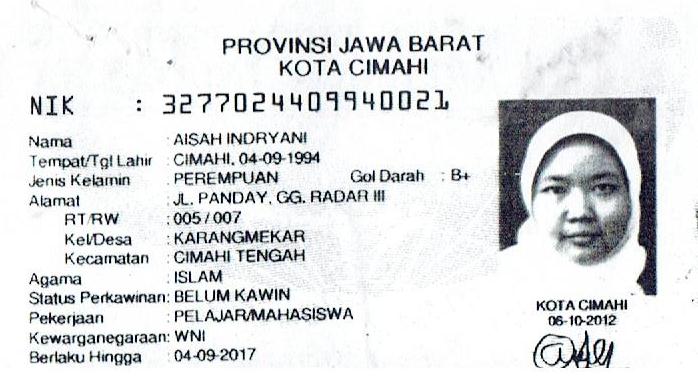 PROVINSI JAWA BARAT
KOTA CIMAHI
NIK : 3277024409940021
Nama : AISAH INDRYANI
Tempat/Tgl Lahir : CIMAHI, 04-09-1994
Jenis Kelamin : PEREMPUAN Gol Darah : B+
Alamat : JL. PANDAY, GG. RADAR III
RT/RW : 005 / 007
Kel/Desa : KARANGMEKAR
Kecamatan : CIMAHI TENGAH
Agama : ISLAM
Status Perkawinan: BELUM KAWIN
Pekerjaan : PELAJAR/MAHASISWA
Kewarganegaraan: WNI
Berlaku Hingga : 04-09-2017
KOTA CIMAHI
06-10-2012